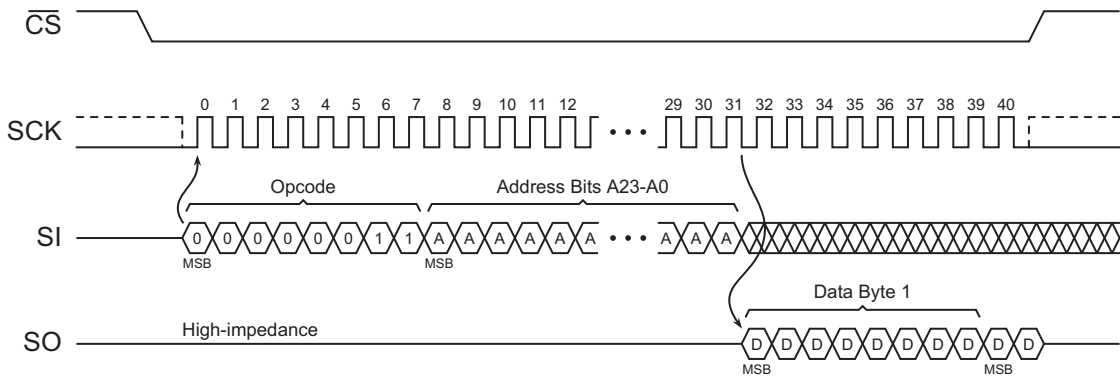 CS
0 1 2 3 4 5 6 7 8 9 10 11 12 29 30 31 32 33 34 35 36 37 38 39 40
SCK
Opcode Address Bits A23-A0
SI 0 0 0 0 0 0 1 1 A A A A A A A A A
MSB MSB
Data Byte 1
High-impedance
SO D D D D D D D D D D
MSB MSB